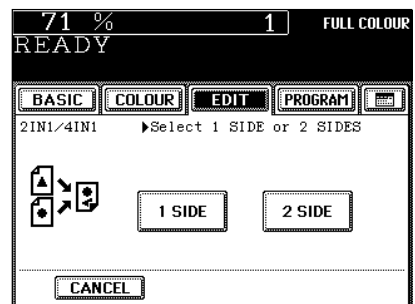 71 % 1 FULL COLOUR
READY
BASIC COLOUR EDIT PROGRAM
2IN1/4IN1 ▶Select 1 SIDE or 2 SIDES
1 SIDE 2 SIDE
CANCEL